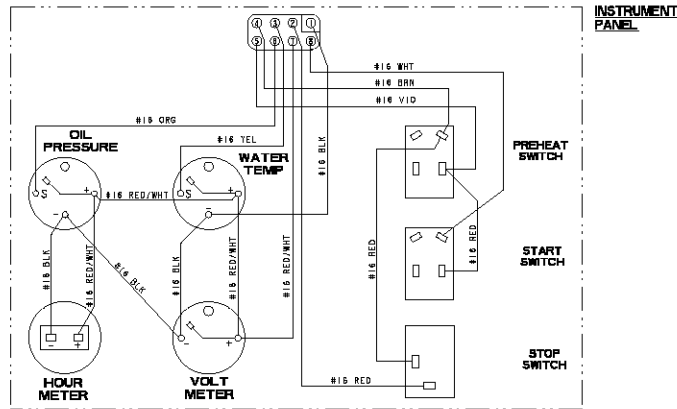 INSTRUMENT
PANEL
4 3 2 1
5 6 7 8
#16 WHT
#16 BRN
#16 VIO
#16 ORG
#16 YEL
#16 BLK
OIL
PRESSURE
WATER
TEMP
PREHEAT
SWITCH
S + -
#16 RED/WHT
S + -
#16 BLK
#16 RED/WHT
#16 BLK
#16 BLK
#16 RED/WHT
#16 RED/WHT
#16 RED
#16 RED
START
SWITCH
- +
- +
HOUR
METER
VOLT
METER
#16 RED
STOP
SWITCH